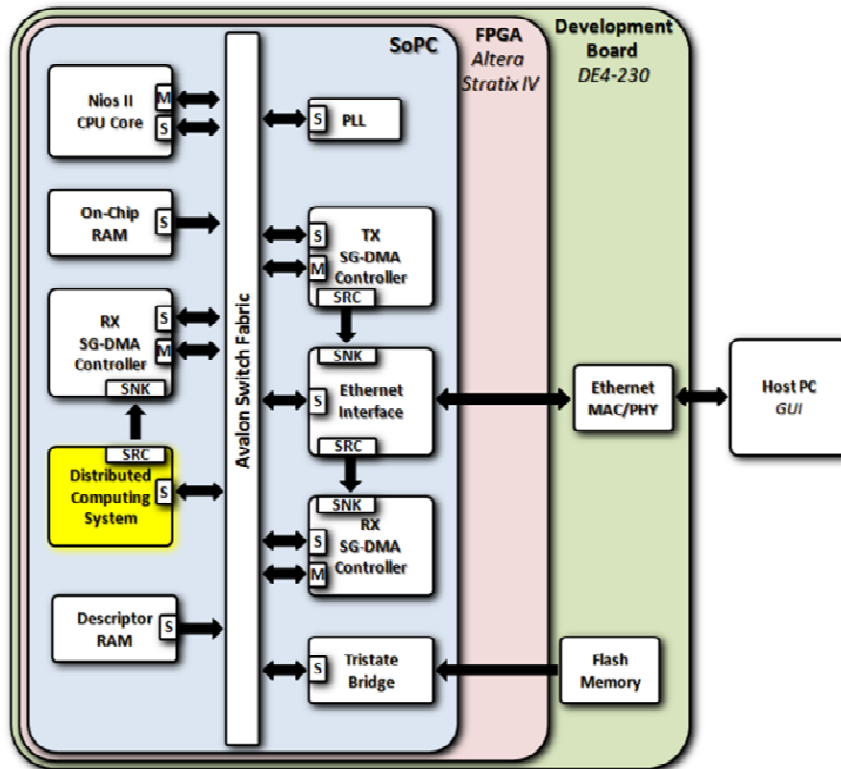 SoPC
FPGA
Altera
Stratix IV
Development
Board
DE4-230
Nios II
CPU Core
M
S
On-Chip
RAM
S
RX
SG-DMA
Controller
S
M
SNK
SRC
Distributed
Computing
System
S
Descriptor
RAM
S
Avalon Switch Fabric
S
PLL
TX
SG-DMA
Controller
S
M
SRC
SNK
Ethernet
Interface
S
SRC
SNK
RX
SG-DMA
Controller
S
M
S
Tristate
Bridge
Ethernet
MAC/PHY
Host PC
GUI
Flash
Memory